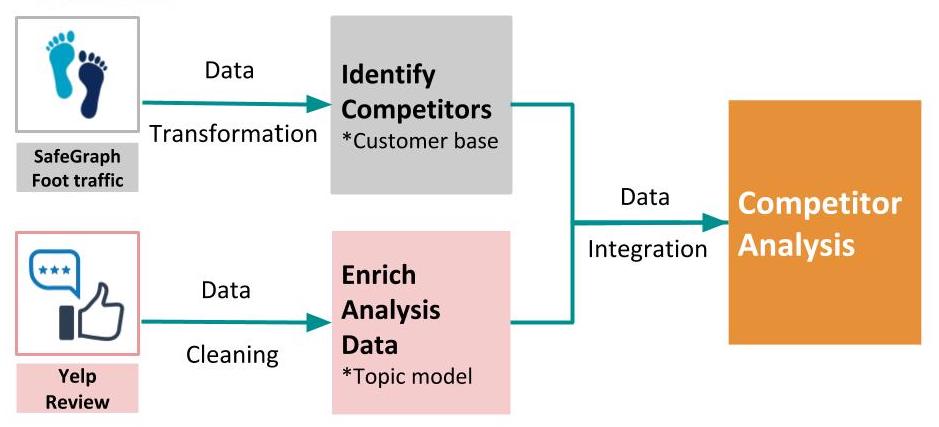 SafeGraph
Foot traffic
Data
Transformation
Identify
Competitors
*Customer base
Yelp
Review
Data
Cleaning
Enrich
Analysis
Data
*Topic model
Data
Integration
Competitor
Analysis